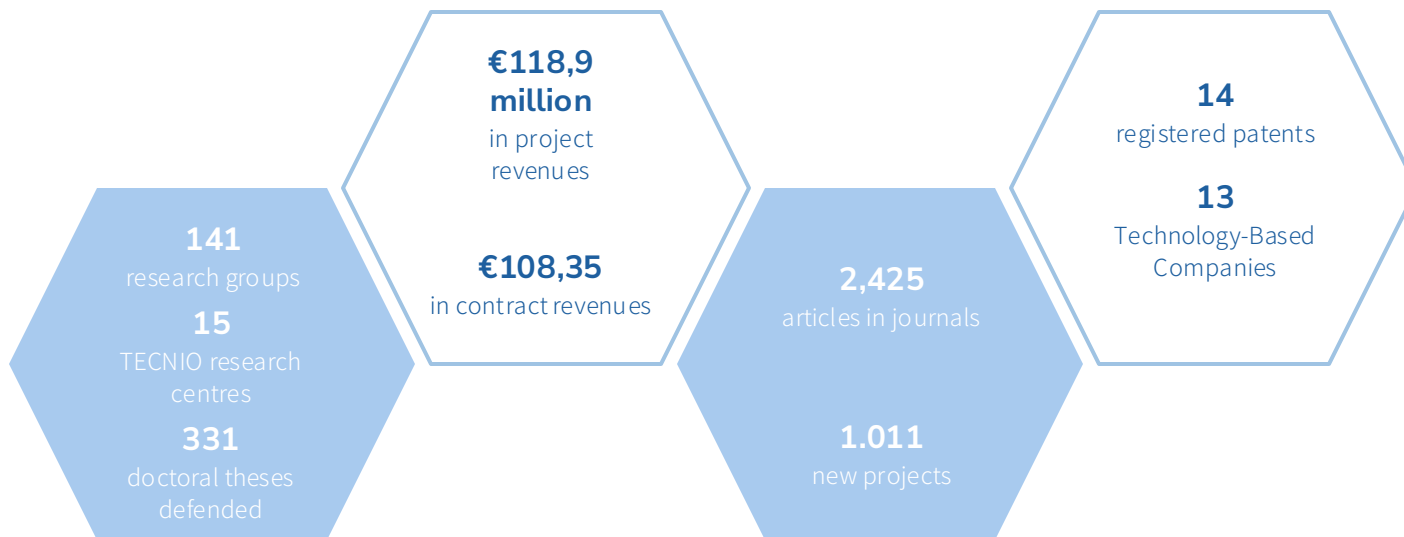 141
research groups
15
TECNIO research
centres
331
doctoral theses
defended
€118,9
million
in project
revenues
€108,35
in contract revenues
2,425
articles in journals
1.011
new projects
14
registered patents
13
Technology-Based
Companies